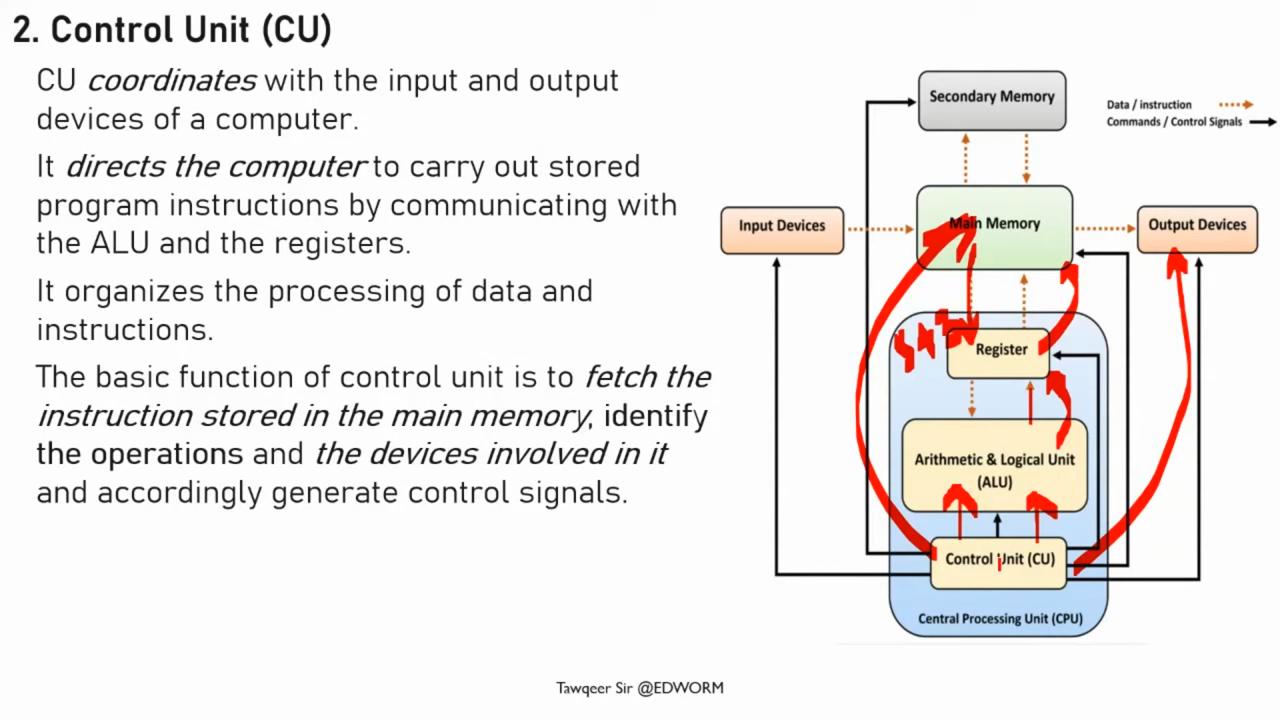 2. Control Unit (CU)
CU coordinates with the input and output
devices of a computer.
It directs the computer to carry out stored
program instructions by communicating with
the ALU and the registers.
It organizes the processing of data and
instructions.
The basic function of control unit is to fetch the
instruction stored in the main memory, identify
the operations and the devices involved in it
and accordingly generate control signals.
Secondary Memory
Data / instruction
Commands / Control Signals
Input Devices
Main Memory
Output Devices
Register
Arithmetic & Logical Unit
(ALU)
Control Unit (CU)
Central Processing Unit (CPU)
Tawqeer Sir @EDWORM